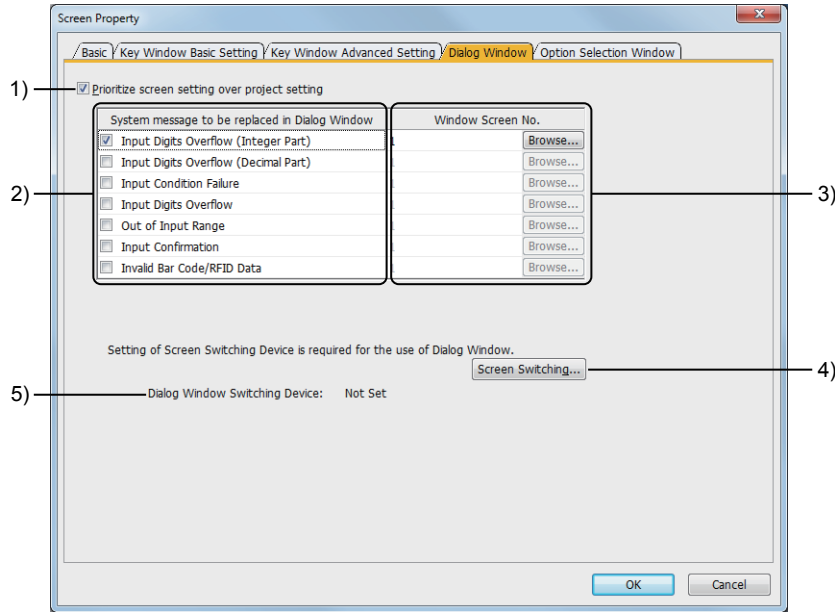 Screen Property
x
Basic Key Window Basic Setting Key Window Advanced Setting Dialog Window Option Selection Window
1)
Prioritize screen setting over project setting
System message to be replaced in Dialog Window Window Screen No.
Input Digits Overflow (Integer Part) 1 Browse...
Input Digits Overflow (Decimal Part) 1 Browse...
Input Condition Failure 1 Browse...
2)
3)
Input Digits Overflow 1 Browse...
Out of Input Range 1 Browse...
Input Confirmation 1 Browse...
Invalid Bar Code/RFID Data 1 Browse...
Setting of Screen Switching Device is required for the use of Dialog Window.
Screen Switching...
4)
5)
Dialog Window Switching Device: Not Set
OK Cancel